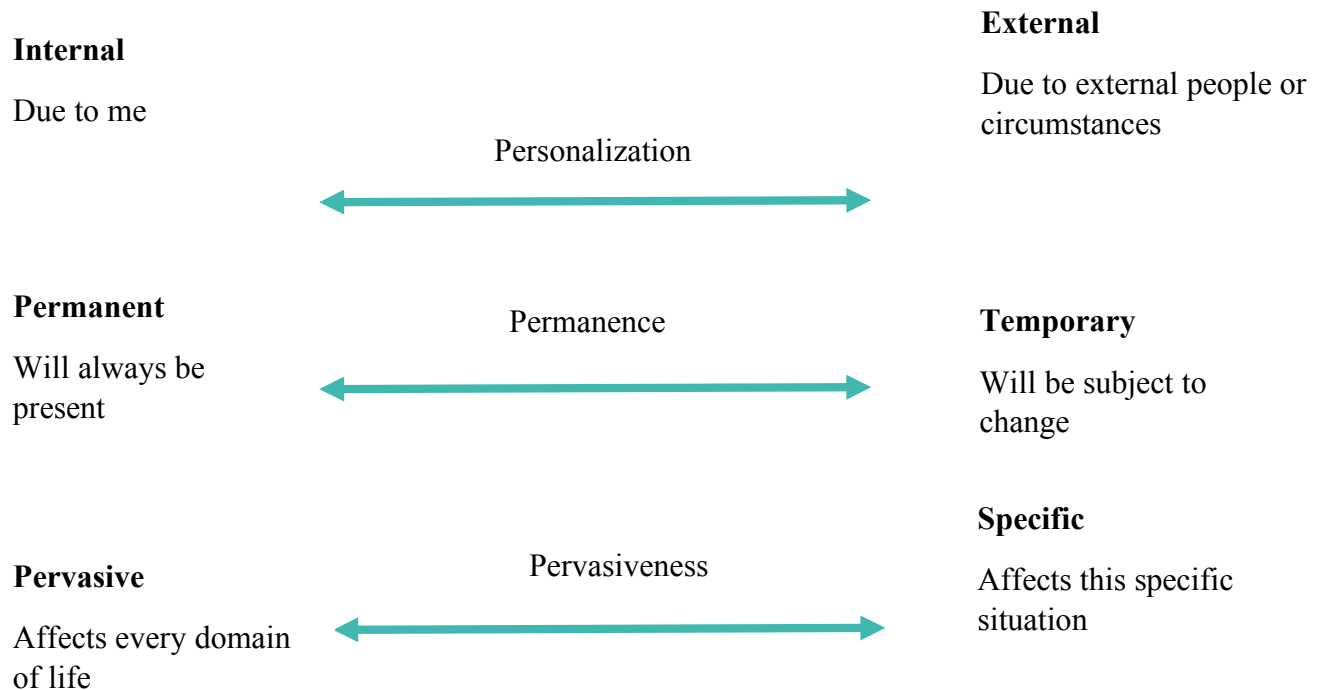 Internal
Due to me
Personalization
External
Due to external people or
circumstances
Permanent
Will always be
present
Permanence
Temporary
Will be subject to
change
Pervasive
Affects every domain
of life
Pervasiveness
Specific
Affects this specific
situation